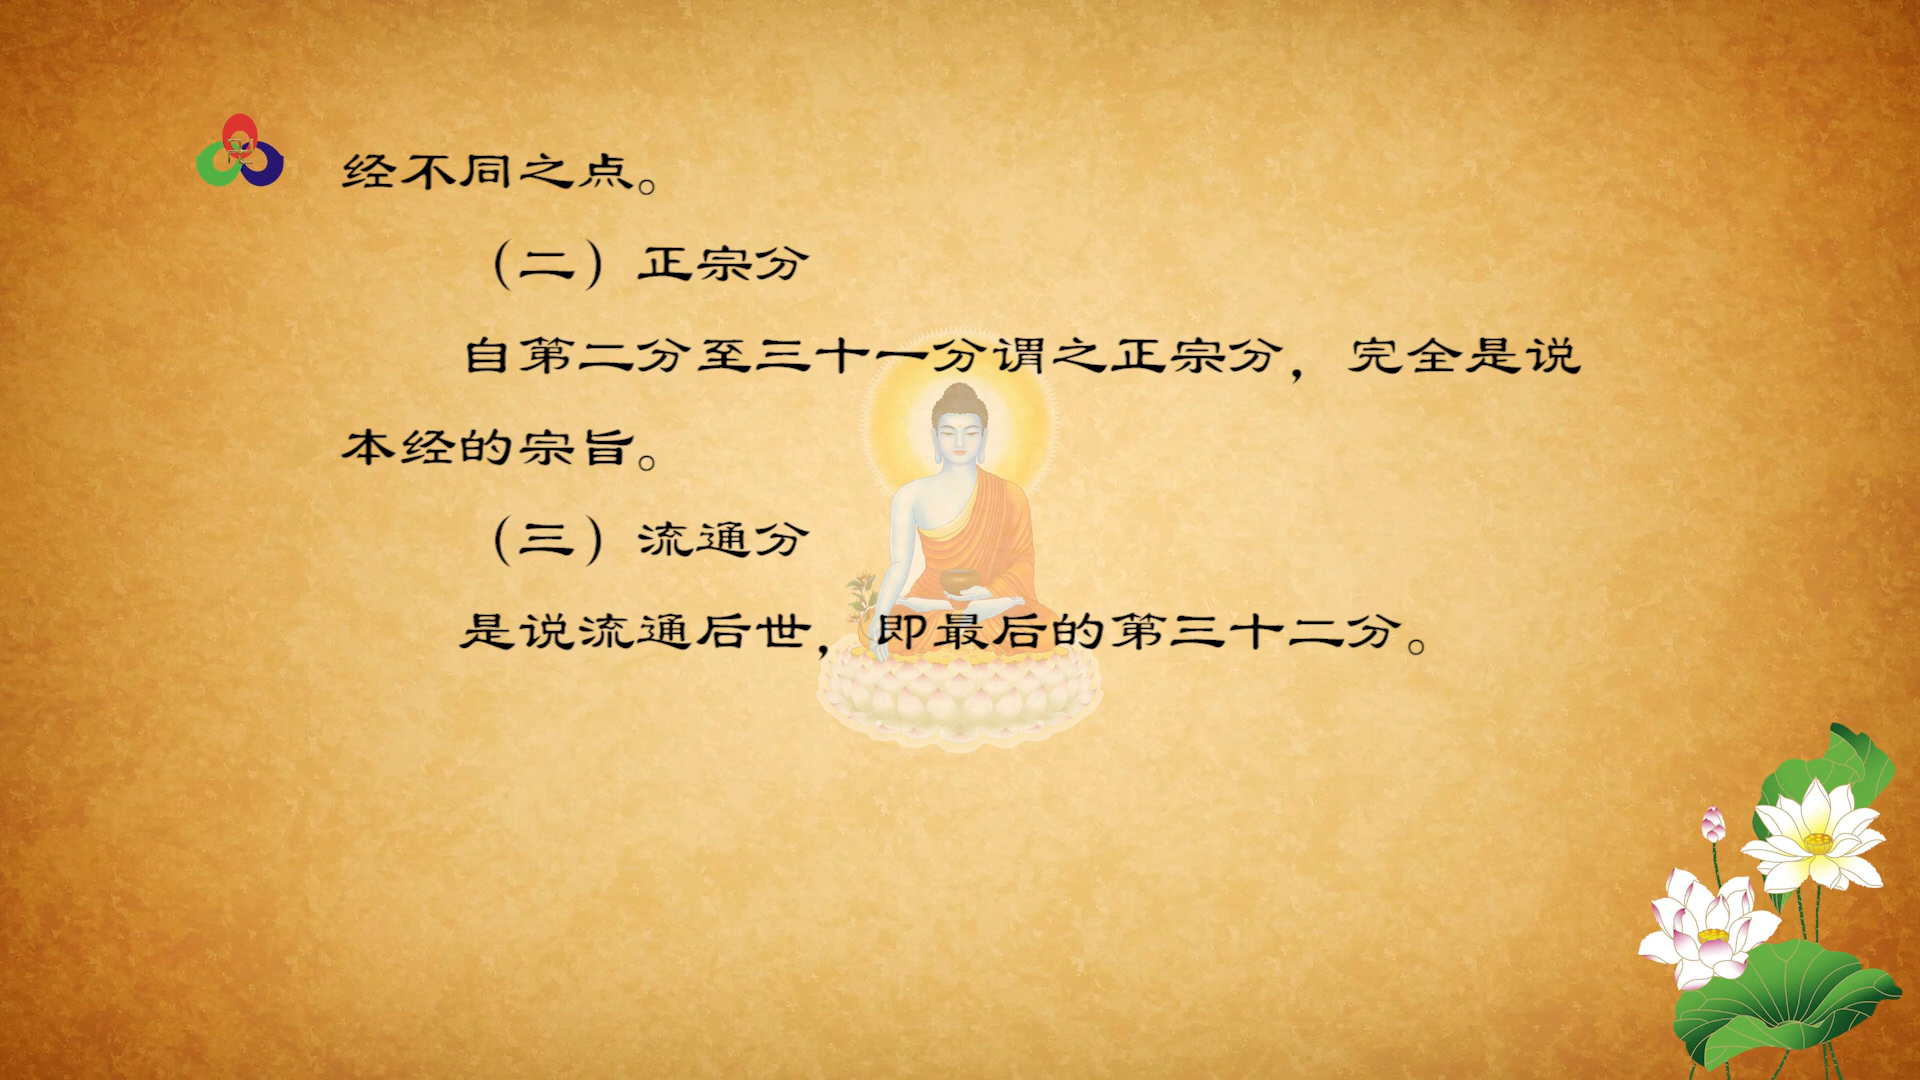 经不同之点。
（二）正宗分
自第二分至三十一分谓之正宗分，完全是说
本经的宗旨。
（三）流通分
是说流通后世，即最后的第三十二分。